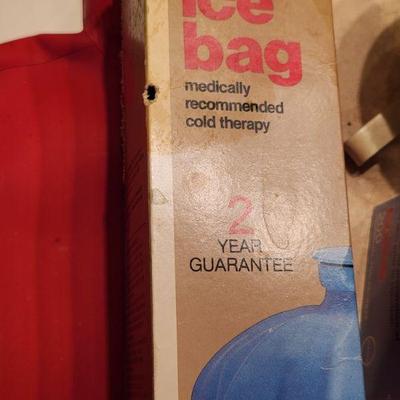 ice
bag
medically
recommended
cold therapy
2
YEAR
GUARANTEE